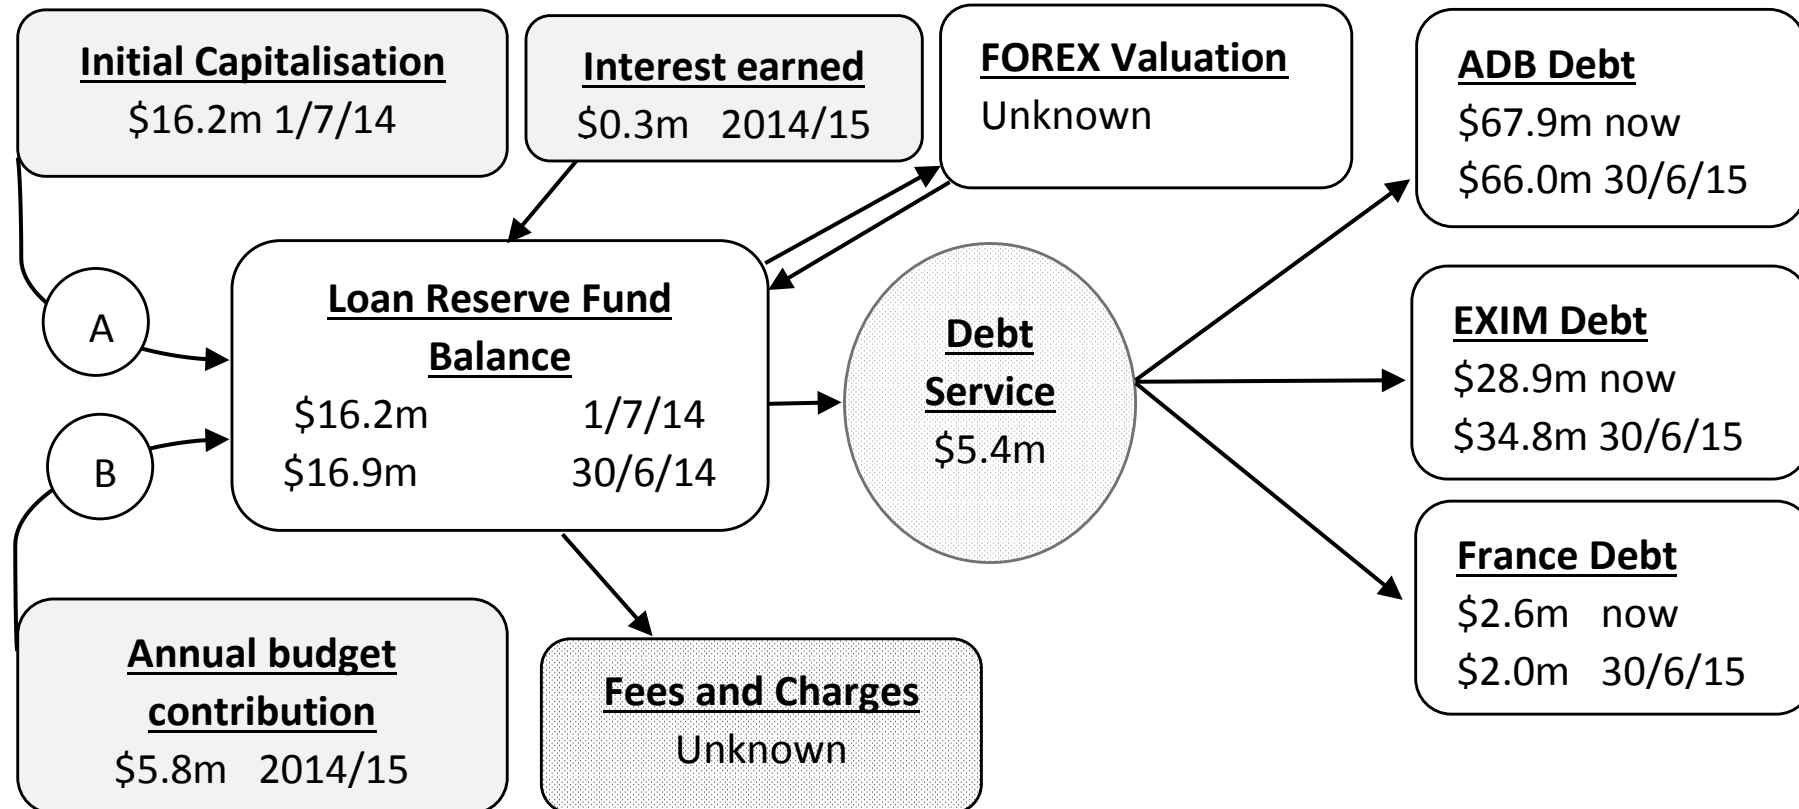 Initial Capitalisation
$16.2m 1/7/14
Interest earned
$0.3m 2014/15
FOREX Valuation
Unknown
ADB Debt
$67.9m now
$66.0m 30/6/15
A
Loan Reserve Fund
Balance
$16.2m 1/7/14
$16.9m 30/6/14
Debt
Service
$5.4m
EXIM Debt
$28.9m now
$34.8m 30/6/15
B
Annual budget
contribution
$5.8m 2014/15
Fees and Charges
Unknown
France Debt
$2.6m now
$2.0m 30/6/15